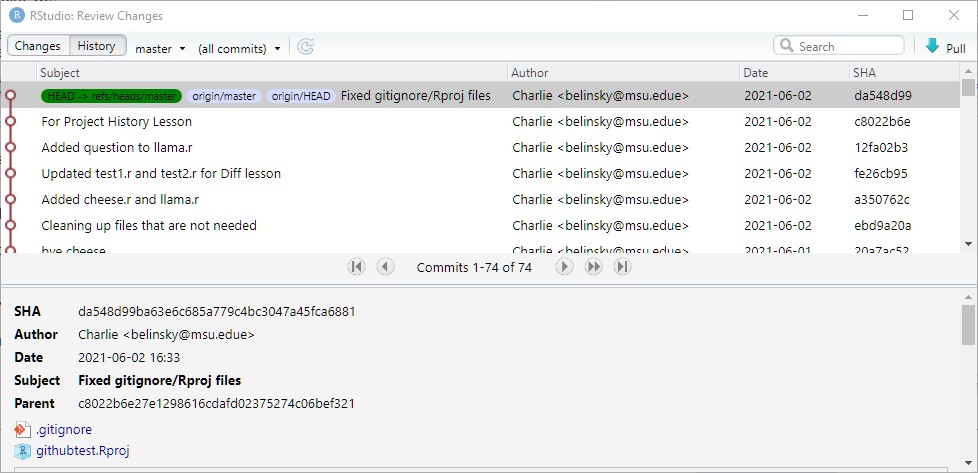 RStudio: Review Changes
Changes History master (all commits) Search Pull
Subject Author Date SHA
HEAD -> refs/heads/master origin/master origin/HEAD Fixed gitignore/Rproj files Charlie <belinsky@msu.edue> 2021-06-02 da548d99
For Project History Lesson Charlie <belinsky@msu.edue> 2021-06-02 c8022b6e
Added question to llama.r Charlie <belinsky@msu.edue> 2021-06-02 12fa02b3
Updated test1.r and test2.r for Diff lesson Charlie <belinsky@msu.edue> 2021-06-02 fe26cb95
Added cheese.r and llama.r Charlie <belinsky@msu.edue> 2021-06-02 a350762c
Cleaning up files that are not needed Charlie <belinsky@msu.edue> 2021-06-02 ebd9a20a
bye cheese Charlie <belinsky@msu.edue> 2021-06-01 20a7ac52
Commits 1-74 of 74
SHA da548d99ba63e6c685a779c4bc3047a45fca6881
Author Charlie <belinsky@msu.edue>
Date 2021-06-02 16:33
Subject Fixed gitignore/Rproj files
Parent c8022b6e27e1298616cdafd02375274c06bef321
.gitignore
githubtest.Rproj